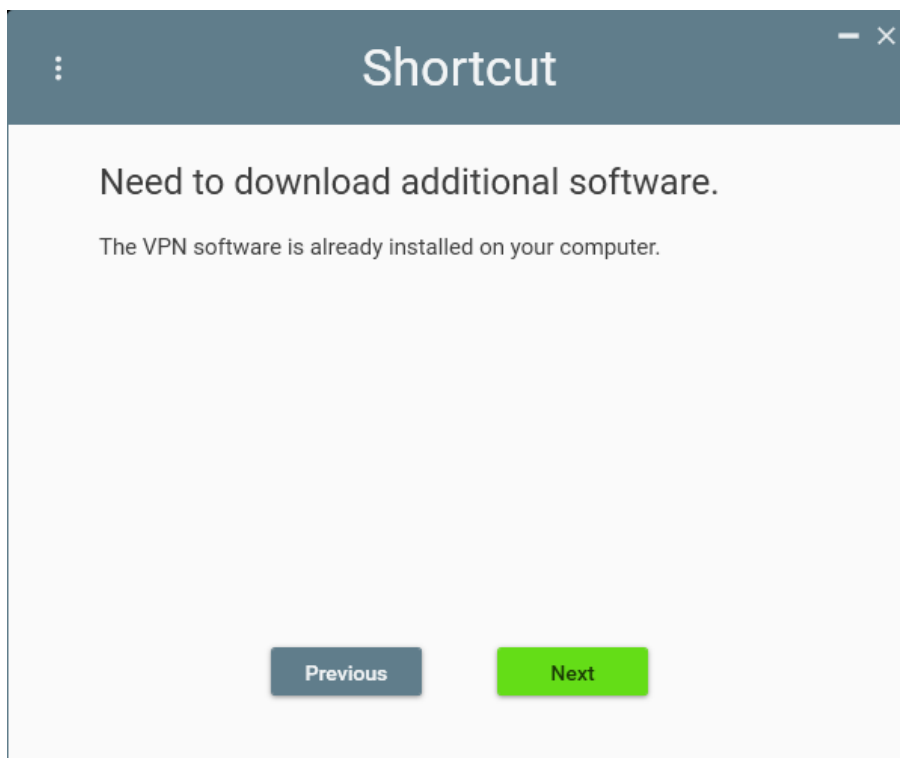 Shortcut
Need to download additional software.
The VPN software is already installed on your computer.
Previous
Next